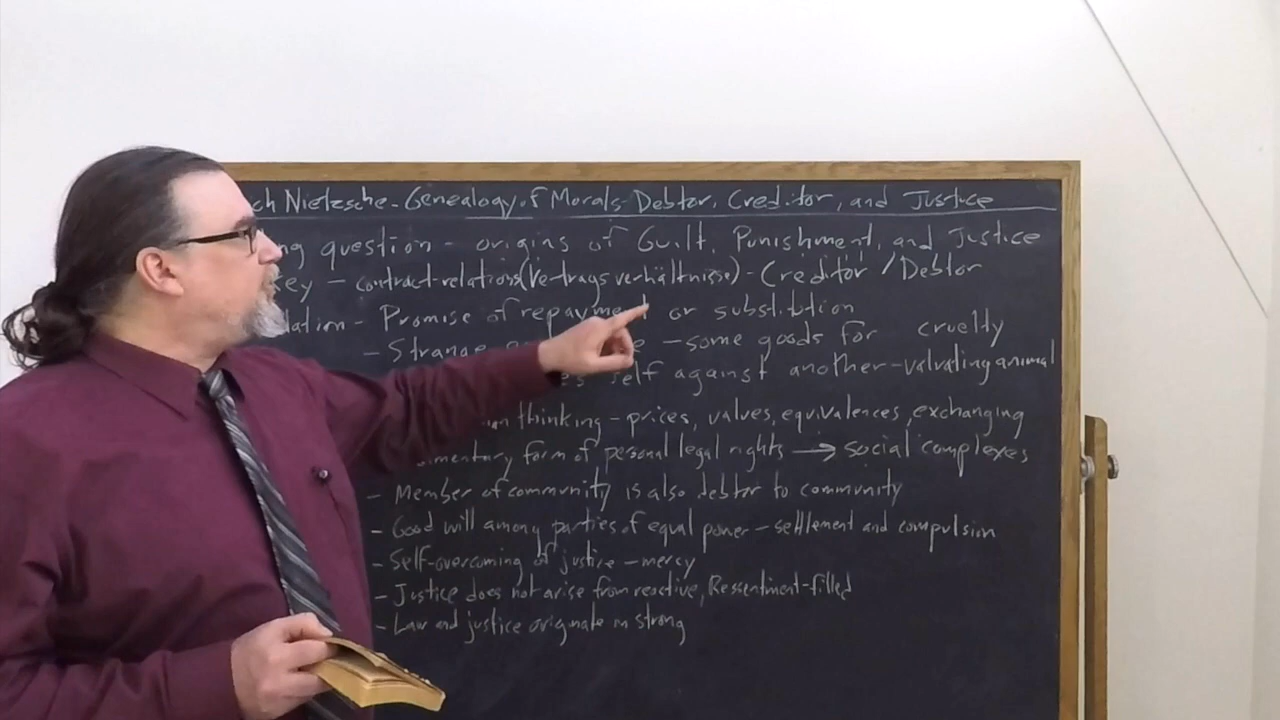 ch Nietzsche - Genealogy of Morals - Debtor, Creditor, and Justice
ng question - origins of Guilt, Punishment, and Justice
key - contract-relations (Vertragsverhältnisse) - Creditor / Debtor
lation - Promise of repayment or substitution
- Strange - some goods for cruelty
self against another - valuating animal
thinking - prices, values, equivalences, exchanging
form of personal legal rights → social complexes
- Member of community is also debtor to community
- Good will among parties of equal power - settlement and compulsion
- Self-overcoming of justice - mercy
- Justice does not arise from reactive, Ressentiment-filled
- Law and justice originate in strong